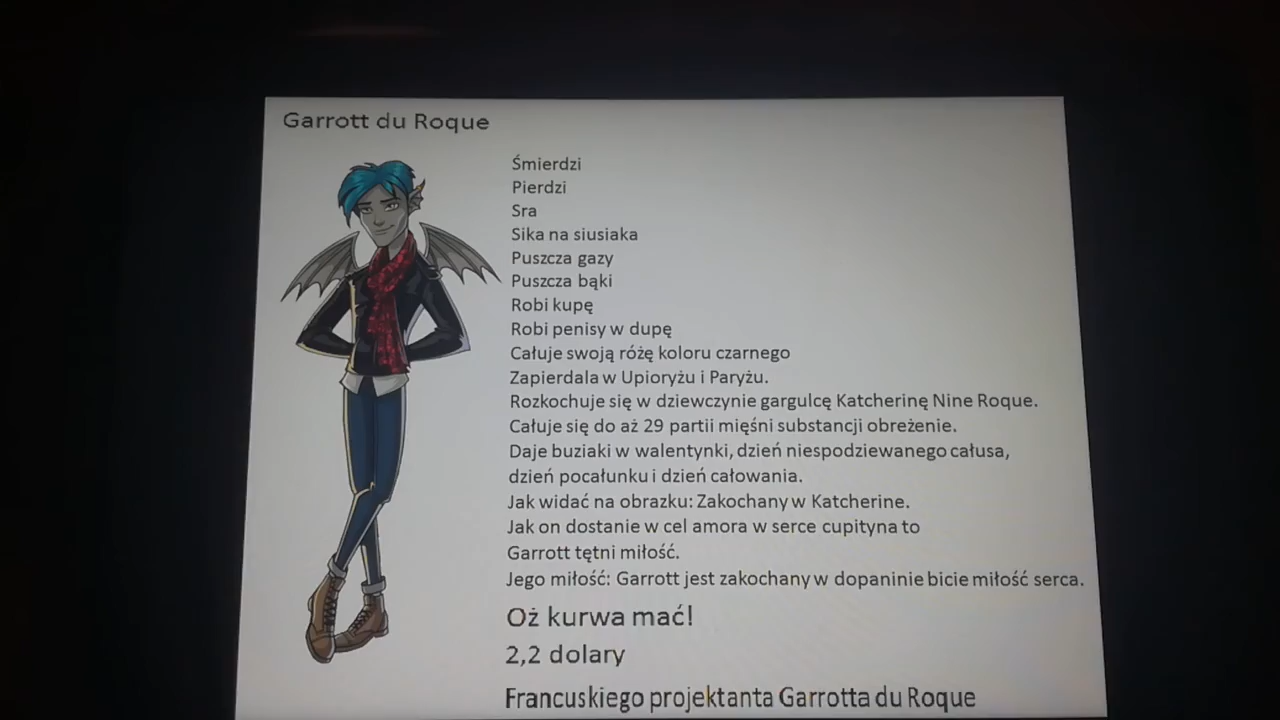 Garrott du Roque
Śmierdzi
Pierdzi
Sra
Sika na siusiaka
Puszcza gazy
Puszcza bąki
Robi kupę
Robi penisy w dupę
Całuje swoją różę koloru czarnego
Zapierdala w Upioryżu i Paryżu.
Rozkochuje się w dziewczynie gargulcę Katcherinę Nine Roque.
Całuje się do aż 29 partii mięśni substancji obreżenie.
Daje buziaki w walentynki, dzień niespodziewanego całusa,
dzień pocałunku i dzień całowania.
Jak widać na obrazku: Zakochany w Katcherine.
Jak on dostanie w cel amora w serce cupityna to
Garrott tętni miłość.
Jego miłość: Garrott jest zakochany w dopaninie bicie miłość serca.
Oż kurwa mać!
2,2 dolary
Francuskiego projektanta Garrotta du Roque